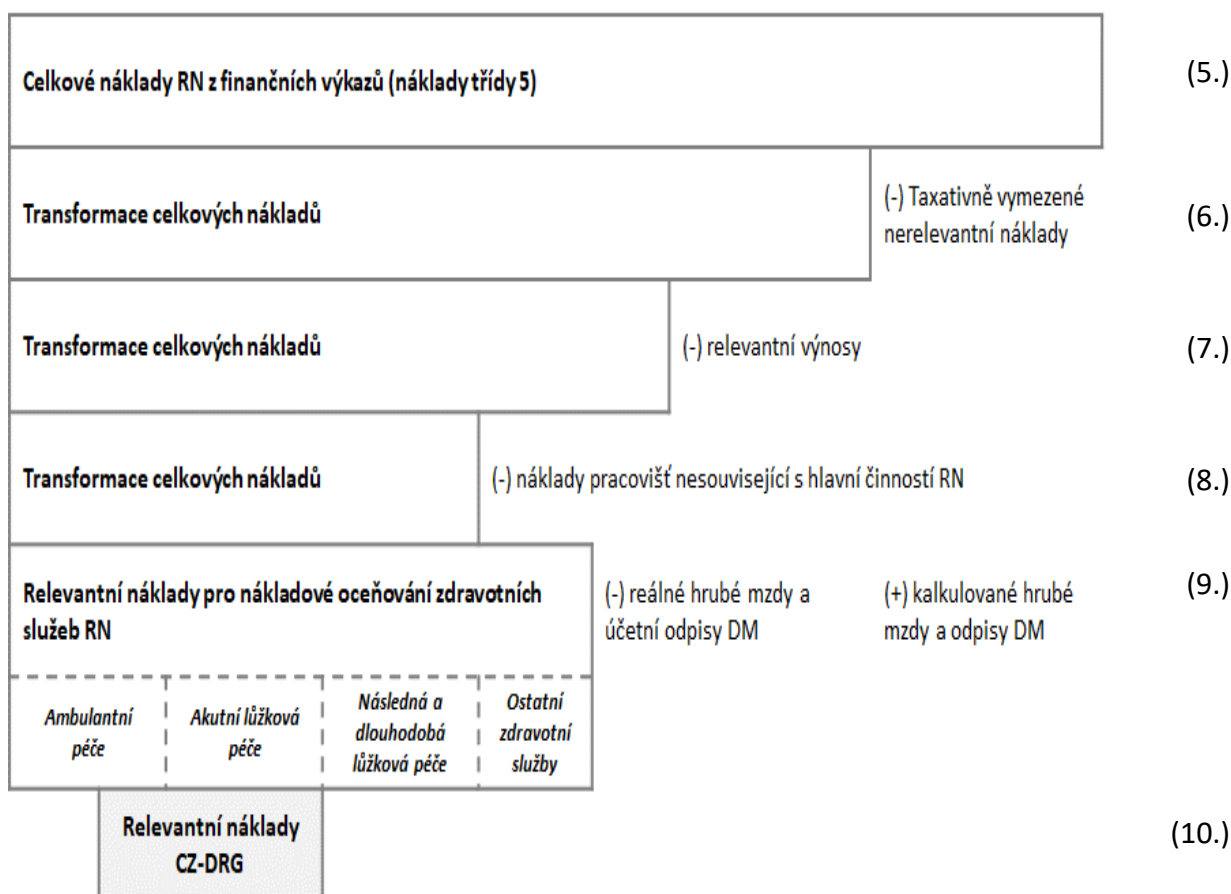 Celkové náklady RN z finančních výkazů (náklady třídy 5)
(5.)
Transformace celkových nákladů
(-) Taxativně vymezené
nerelevantní náklady
(6.)
Transformace celkových nákladů
(-) relevantní výnosy
(7.)
Transformace celkových nákladů
(-) náklady pracovišť nesouvisející s hlavní činností RN
(8.)
Relevantní náklady pro nákladové oceňování zdravotních
služeb RN
(-) reálné hrubé mzdy a
účetní odpisy DM
(+) kalkulované hrubé
mzdy a odpisy DM
(9.)
Ambulantní
péče
Akutní lůžková
péče
Následná a
dlouhodobá
lůžková péče
Ostatní
zdravotní
služby
Relevantní náklady
CZ-DRG
(10.)